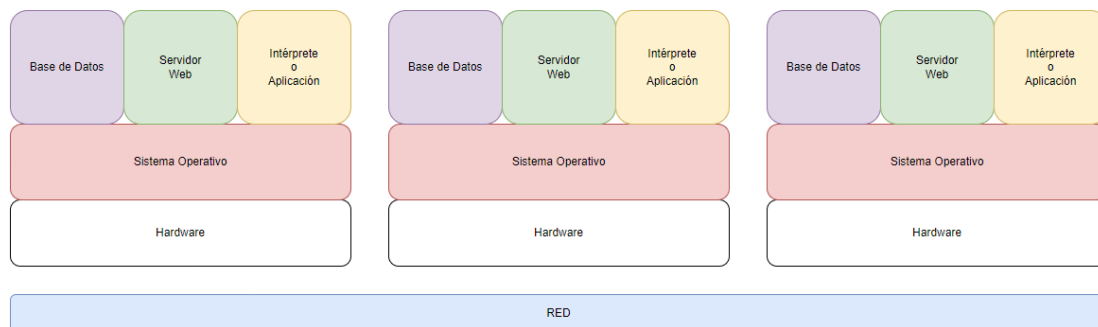 Base de Datos
Servidor
Web
Intérprete
o
Aplicación
Sistema Operativo
Hardware
Base de Datos
Servidor
Web
Intérprete
o
Aplicación
Sistema Operativo
Hardware
Base de Datos
Servidor
Web
Intérprete
o
Aplicación
Sistema Operativo
Hardware
RED